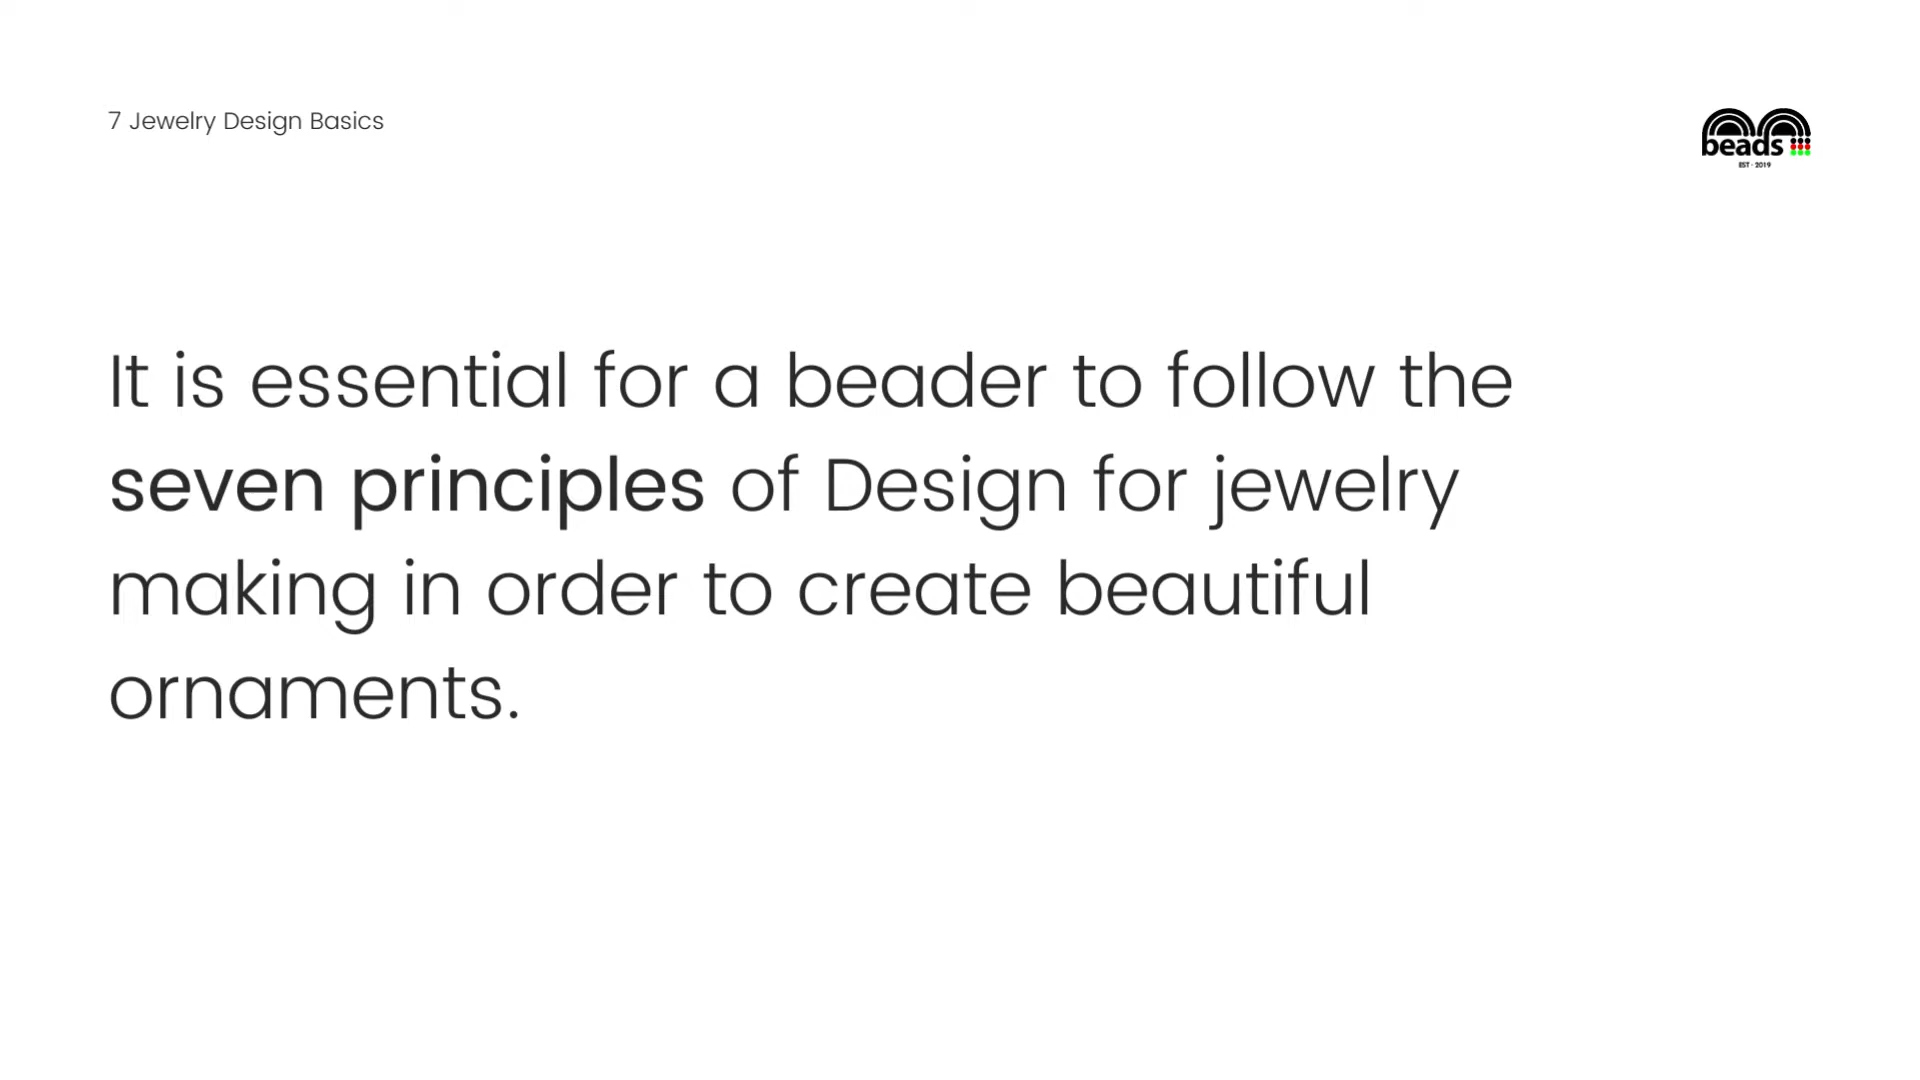 7 Jewelry Design Basics
beads
EST · 2019
It is essential for a beader to follow the
seven principles of Design for jewelry
making in order to create beautiful
ornaments.